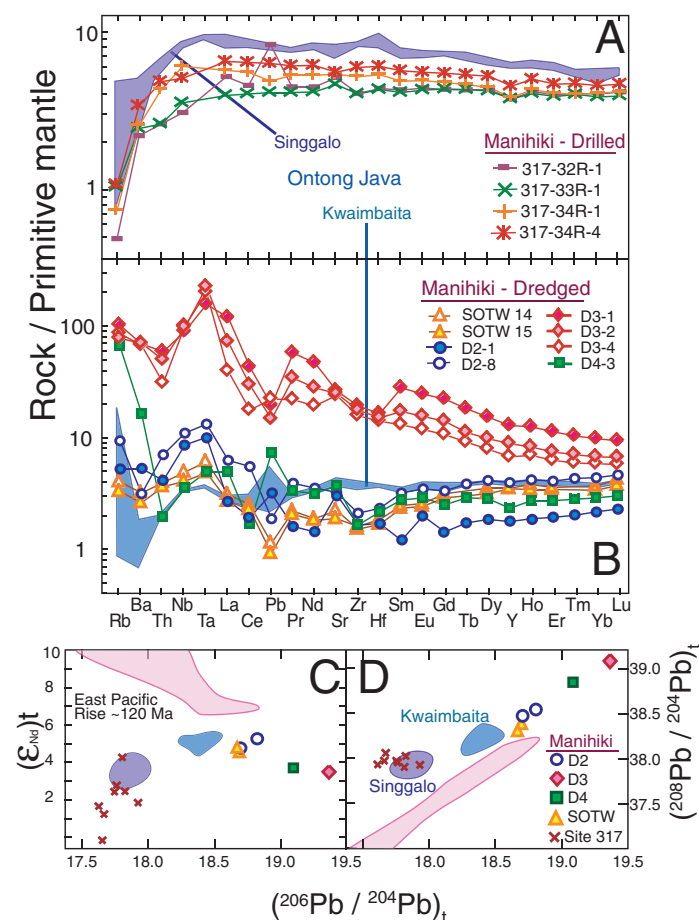 Rock / Primitive mantle
10
1
A
Singgalo
Ontong Java
Kwaimbaita
Manihiki - Drilled
317-32R-1
317-33R-1
317-34R-1
317-34R-4
100
10
1
B
Manihiki - Dredged
SOTW 14
SOTW 15
D2-1
D2-8
D3-1
D3-2
D3-4
D4-3
Rb Ba Th Nb Ta La Ce Pb Pr Nd Sr Zr Hf Sm Eu Gd Tb Dy Y Ho Er Tm Yb Lu
C
(εNd)t
10
8
6
4
2
East Pacific
Rise ~120 Ma
17.5 18.0 18.5 19.0 19.5
D
Kwaimbaita
Singgalo
Manihiki
D2
D3
D4
SOTW
Site 317
39.0
38.5
38.0
37.5
18.0 18.5 19.0 19.5
(208Pb / 204Pb)t
(206Pb / 204Pb)t